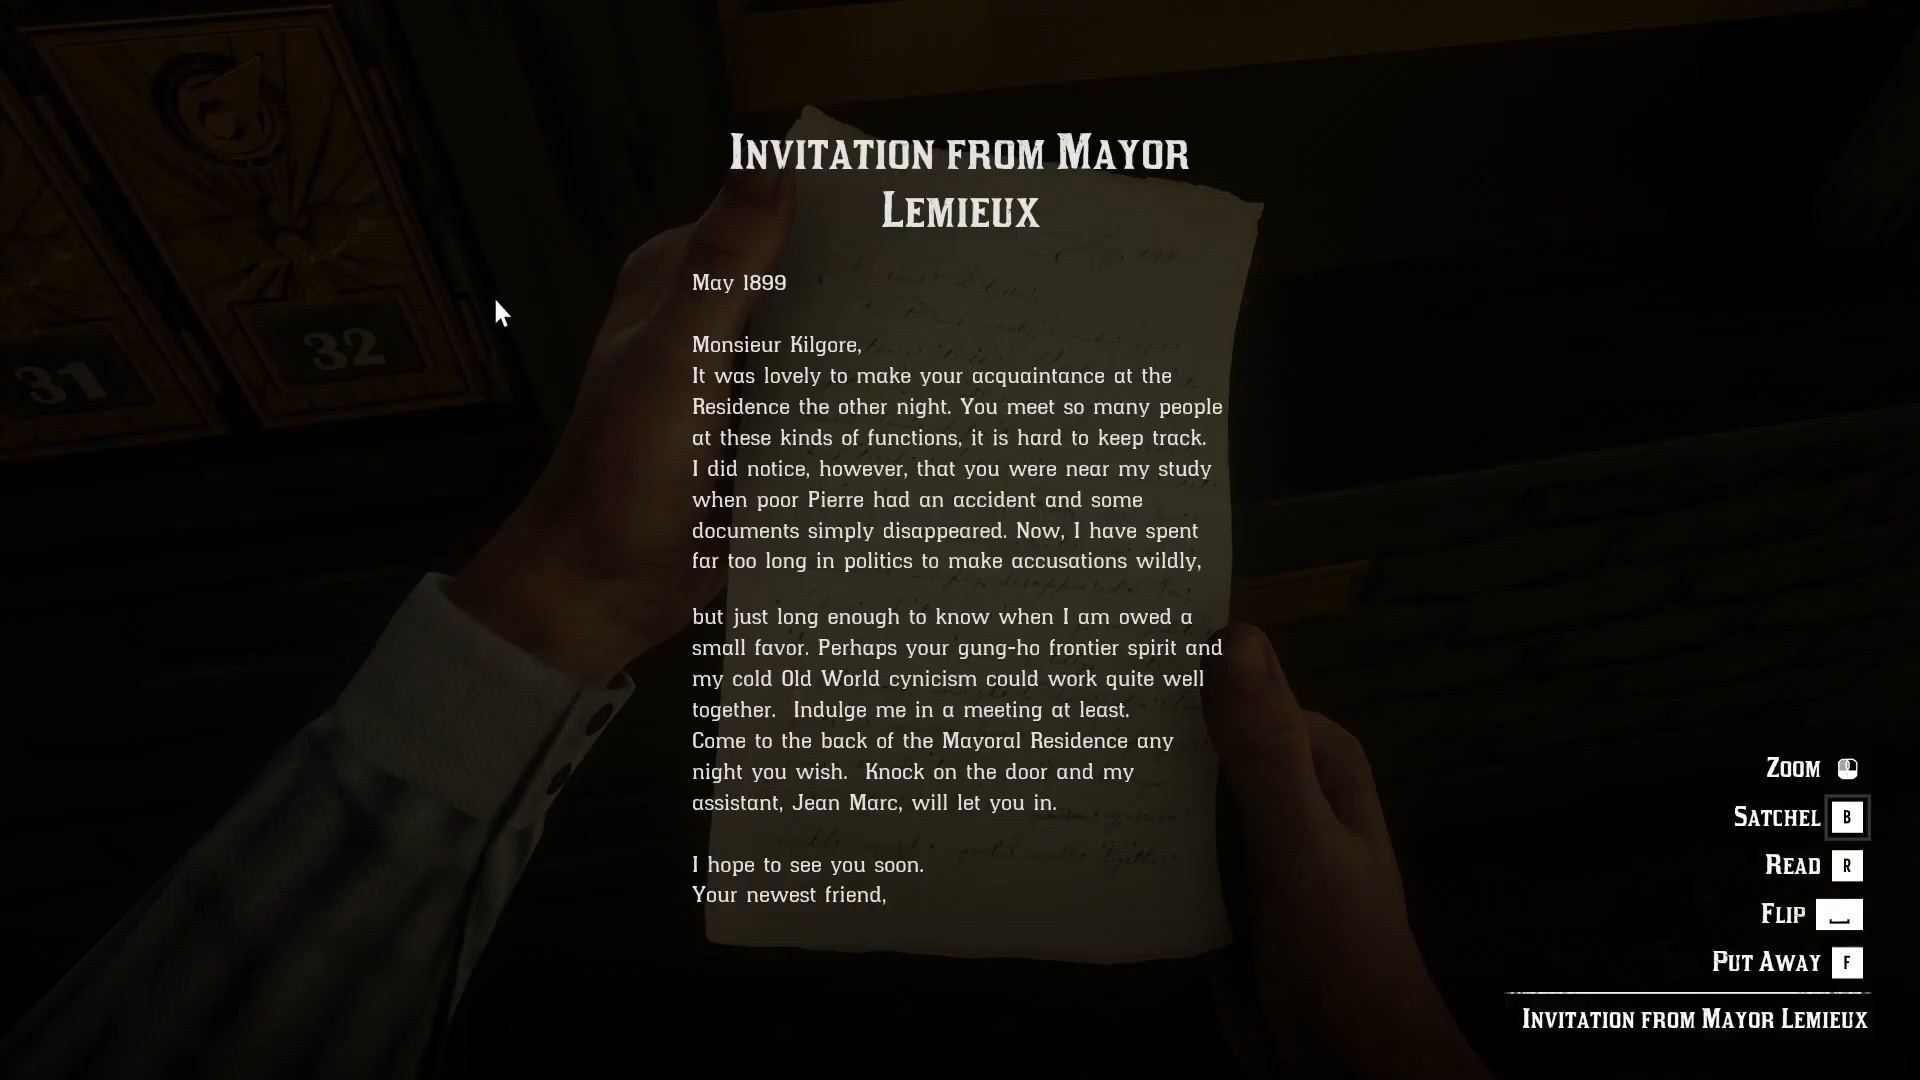 INVITATION FROM MAYOR
LEMIEUX
May 1899
Monsieur Kilgore,
It was lovely to make your acquaintance at the
Residence the other night. You meet so many people
at these kinds of functions, it is hard to keep track.
I did notice, however, that you were near my study
when poor Pierre had an accident and some
documents simply disappeared. Now, I have spent
far too long in politics to make accusations wildly,
but just long enough to know when I am owed a
small favor. Perhaps your gung-ho frontier spirit and
my cold Old World cynicism could work quite well
together. Indulge me in a meeting at least.
Come to the back of the Mayoral Residence any
night you wish. Knock on the door and my
assistant, Jean Marc, will let you in.
I hope to see you soon.
Your newest friend,
31
32
ZOOM
SATCHEL B
READ R
FLIP
PUT AWAY F
INVITATION FROM MAYOR LEMIEUX